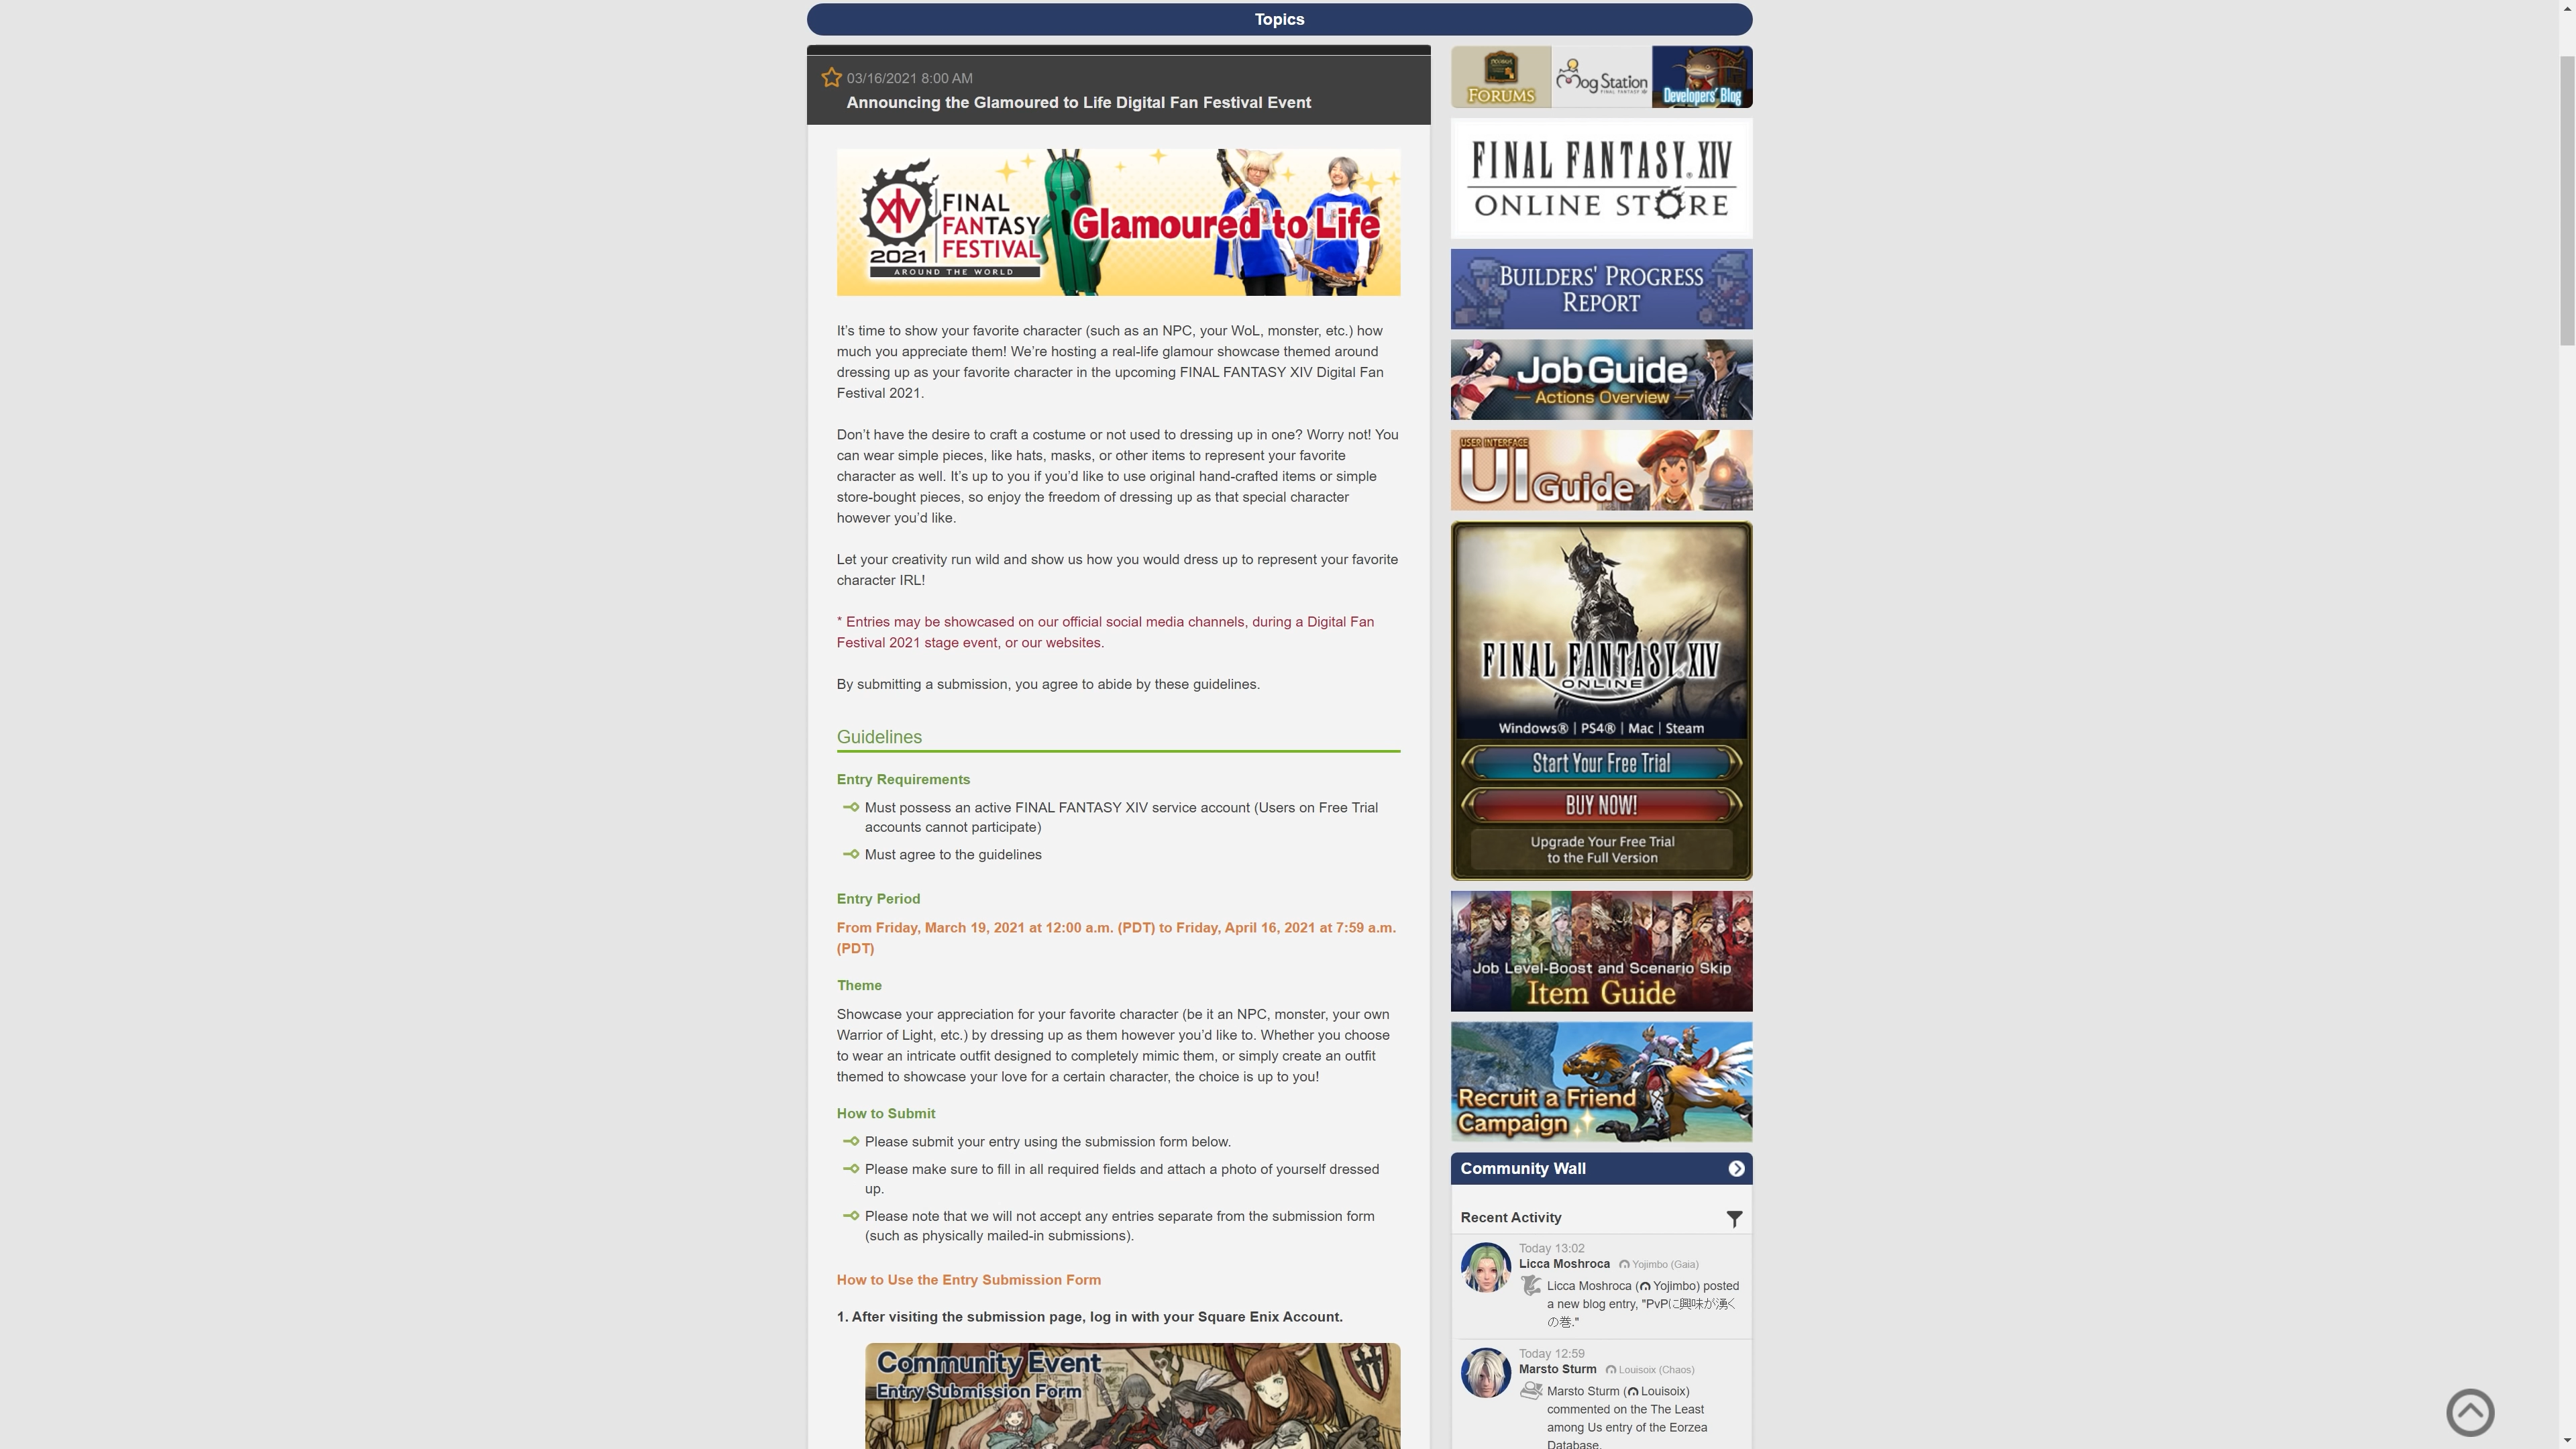 Topics
03/16/2021 8:00 AM
Announcing the Glamoured to Life Digital Fan Festival Event
XIV
2021
FINAL
FANTASY
FESTIVAL
AROUND THE WORLD
Glamoured to Life
It's time to show your favorite character (such as an NPC, your WoL, monster, etc.) how
much you appreciate them! We're hosting a real-life glamour showcase themed around
dressing up as your favorite character in the upcoming FINAL FANTASY XIV Digital Fan
Festival 2021.
Don't have the desire to craft a costume or not used to dressing up in one? Worry not! You
can wear simple pieces, like hats, masks, or other items to represent your favorite
character as well. It's up to you if you'd like to use original hand-crafted items or simple
store-bought pieces, so enjoy the freedom of dressing up as that special character
however you'd like.
Let your creativity run wild and show us how you would dress up to represent your favorite
character IRL!
* Entries may be showcased on our official social media channels, during a Digital Fan
Festival 2021 stage event, or our websites.
By submitting a submission, you agree to abide by these guidelines.
Guidelines
Entry Requirements
Must possess an active FINAL FANTASY XIV service account (Users on Free Trial
accounts cannot participate)
Must agree to the guidelines
Entry Period
From Friday, March 19, 2021 at 12:00 a.m. (PDT) to Friday, April 16, 2021 at 7:59 a.m.
(PDT)
Theme
Showcase your appreciation for your favorite character (be it an NPC, monster, your own
Warrior of Light, etc.) by dressing up as them however you'd like to. Whether you choose
to wear an intricate outfit designed to completely mimic them, or simply create an outfit
themed to showcase your love for a certain character, the choice is up to you!
How to Submit
Please submit your entry using the submission form below.
Please make sure to fill in all required fields and attach a photo of yourself dressed
up.
Please note that we will not accept any entries separate from the submission form
(such as physically mailed-in submissions).
How to Use the Entry Submission Form
1. After visiting the submission page, log in with your Square Enix Account.
Community Event
Entry Submission Form
FORUMS
Mog Station
FINAL FANTASY XIV
Developers' Blog
FINAL FANTASY XIV
ONLINE STORE
BUILDERS' PROGRESS
REPORT
Job Guide
Actions Overview
USER INTERFACE
UI Guide
FINAL FANTASY XIV
ONLINE
Windows® | PS4® | Mac | Steam
Start Your Free Trial
BUY NOW!
Upgrade Your Free Trial
to the Full Version
Job Level-Boost and Scenario Skip
Item Guide
Recruit a Friend
Campaign
Community Wall
Recent Activity
Today 13:02
Licca Moshroca Yojimbo (Gaia)
Licca Moshroca (Yojimbo) posted
a new blog entry, "PvPに興味が湧く
の巻."
Today 12:59
Marsto Sturm Louisoix (Chaos)
Marsto Sturm (Louisoix)
commented on the The Least
among Us entry of the Eorzea
Database.